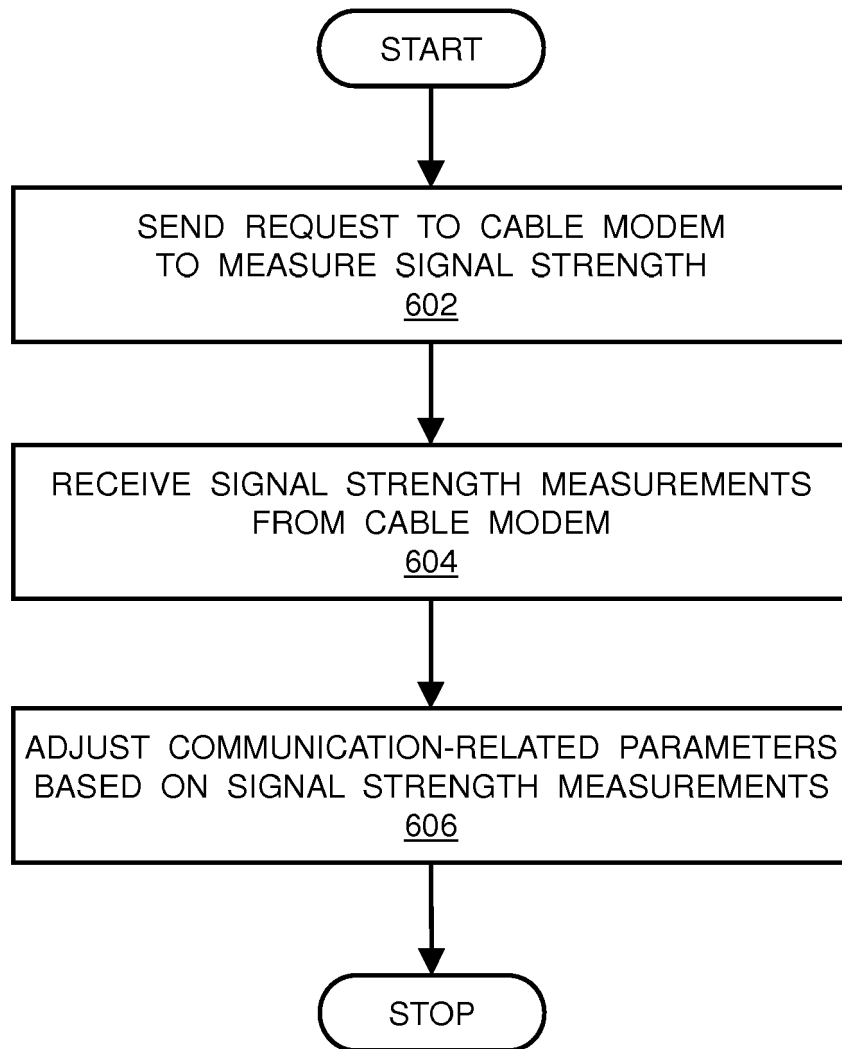 START
SEND REQUEST TO CABLE MODEM
TO MEASURE SIGNAL STRENGTH
602
RECEIVE SIGNAL STRENGTH MEASUREMENTS
FROM CABLE MODEM
604
ADJUST COMMUNICATION-RELATED PARAMETERS
BASED ON SIGNAL STRENGTH MEASUREMENTS
606
STOP